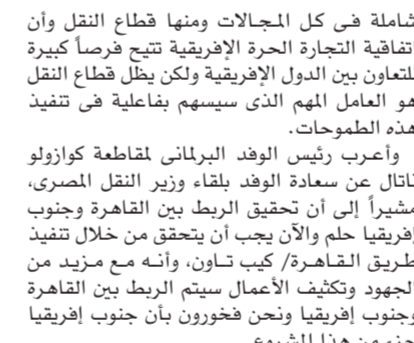 شاملة فى كل المجالات ومنها قطاع النقل وأن
اتفاقية التجارة الحرة الإفريقية تتيح فرصاً كبيرة
للتعاون بين الدول الإفريقية ولكن يظل قطاع النقل
هو العامل المهم الذى سيسهم بفاعلية فى تنفيذ
هذه الطموحات.
وأعرب رئيس الوفد البرلمانى لمقاطعة كوازولو
ناتال عن سعادة الوفد بلقاء وزير النقل المصرى،
مشيراً إلى أن تحقيق الربط بين القاهرة وجنوب
إفريقيا حلم والآن يجب أن يتحقق من خلال تنفيذ
طريق القاهرة/ كيب تاون، وأنه مع مزيد من
الجهود وتكثيف الأعمال سيتم الربط بين القاهرة
وجنوب إفريقيا ونحن فخورون بأن جنوب إفريقيا
جزء من هذا المشروع